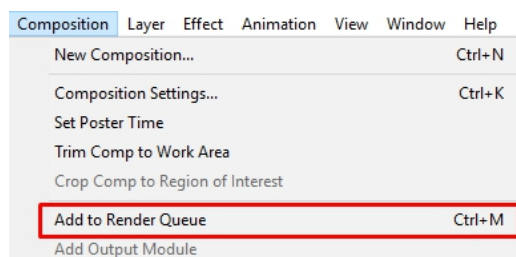 Composition Layer Effect Animation View Window Help
New Composition... Ctrl+N
Composition Settings... Ctrl+K
Set Poster Time
Trim Comp to Work Area
Crop Comp to Region of Interest
Add to Render Queue Ctrl+M
Add Output Module